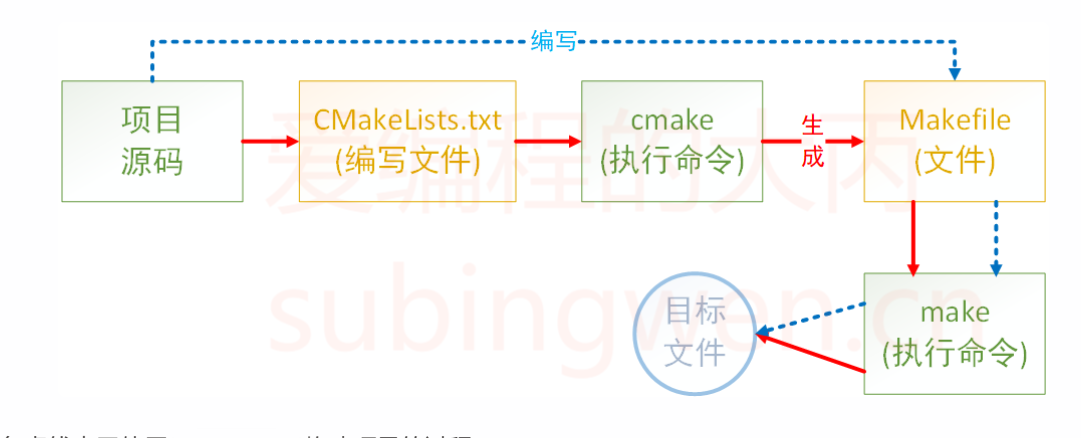 编写
项目
源码
CMakeLists.txt
(编写文件)
cmake
(执行命令)
生
成
Makefile
(文件)
爱编程的大丙
subingwen.cn
目标
文件
make
(执行命令)